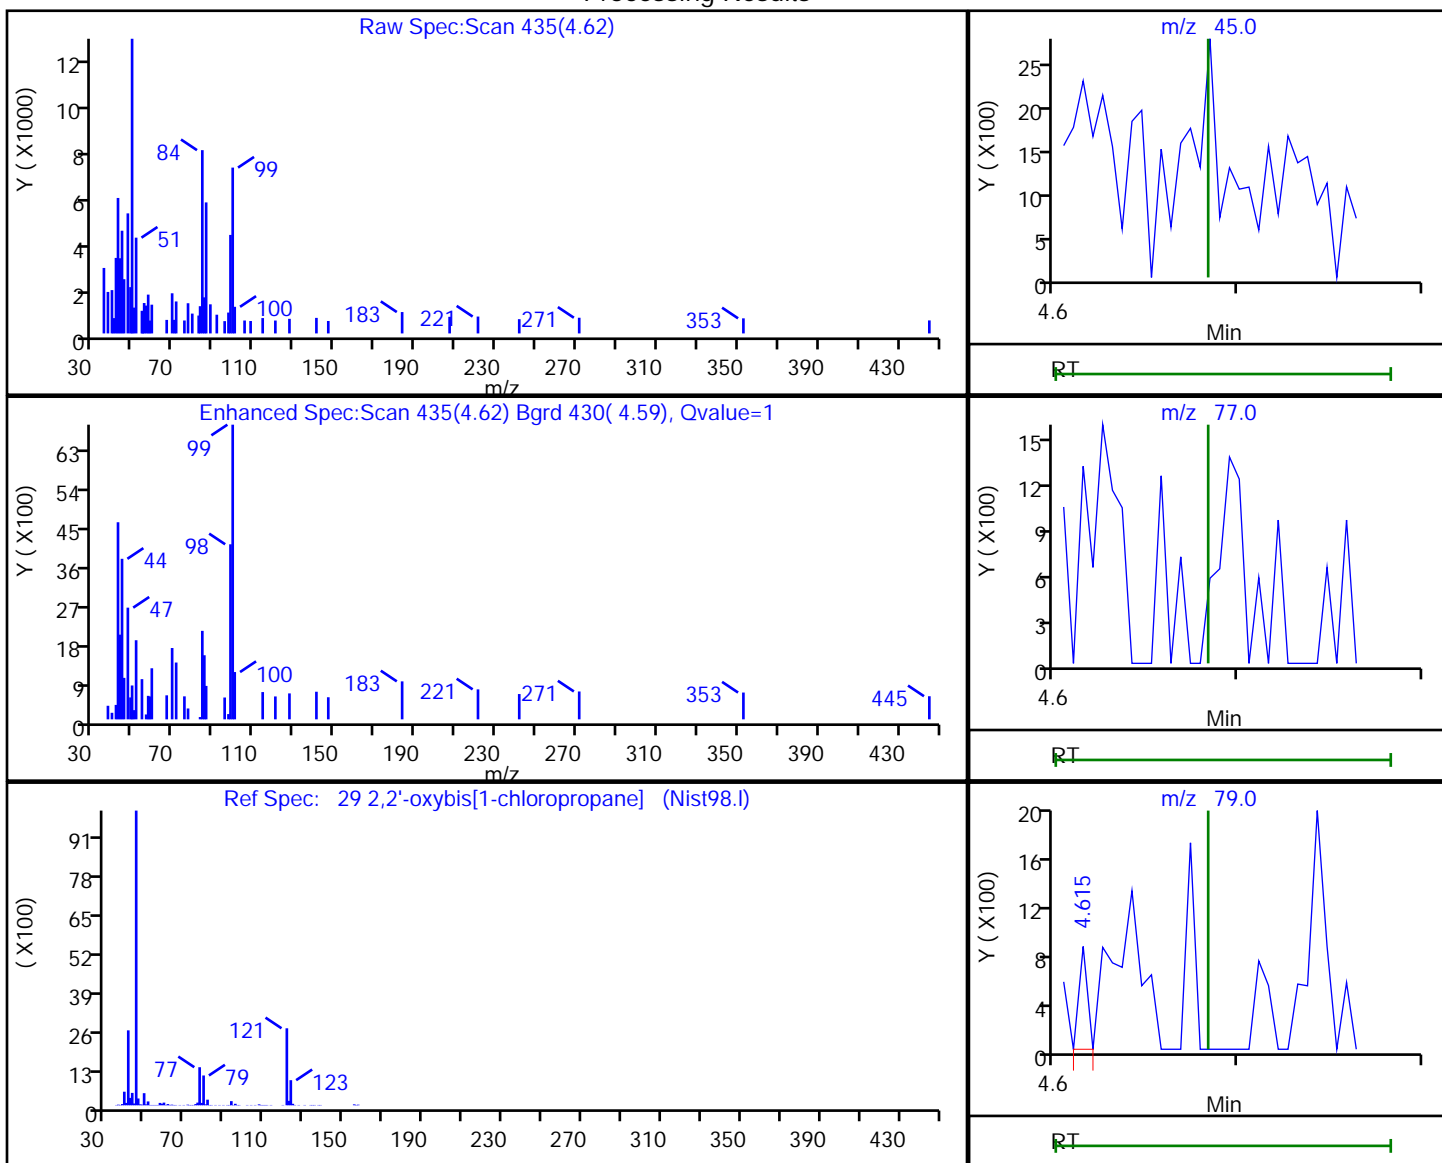 Processing Results
Raw Spec:Scan 435(4.62)
Y ( X1000)
12
10
8
6
4
2
0
84
99
51
100
183
221
271
353
30 70 110 150 190 230 270 310 350 390 430
m/z
m/z 45.0
Y ( X100)
25
20
15
10
5
0
4.6
Min
RT
Enhanced Spec:Scan 435(4.62) Bgrd 430( 4.59), Qvalue=1
Y ( X100)
63
54
45
36
27
18
9
0
99
98
44
47
100
183
221
271
353
445
30 70 110 150 190 230 270 310 350 390 430
m/z
m/z 77.0
Y ( X100)
15
12
9
6
3
0
4.6
Min
RT
Ref Spec: 29 2,2'-oxybis[1-chloropropane] (Nist98.l)
( X100)
91
78
65
52
39
26
13
0
121
77
79
123
30 70 110 150 190 230 270 310 350 390 430
m/z 79.0
Y ( X100)
20
16
12
8
4
0
4.615
4.6
Min
RT